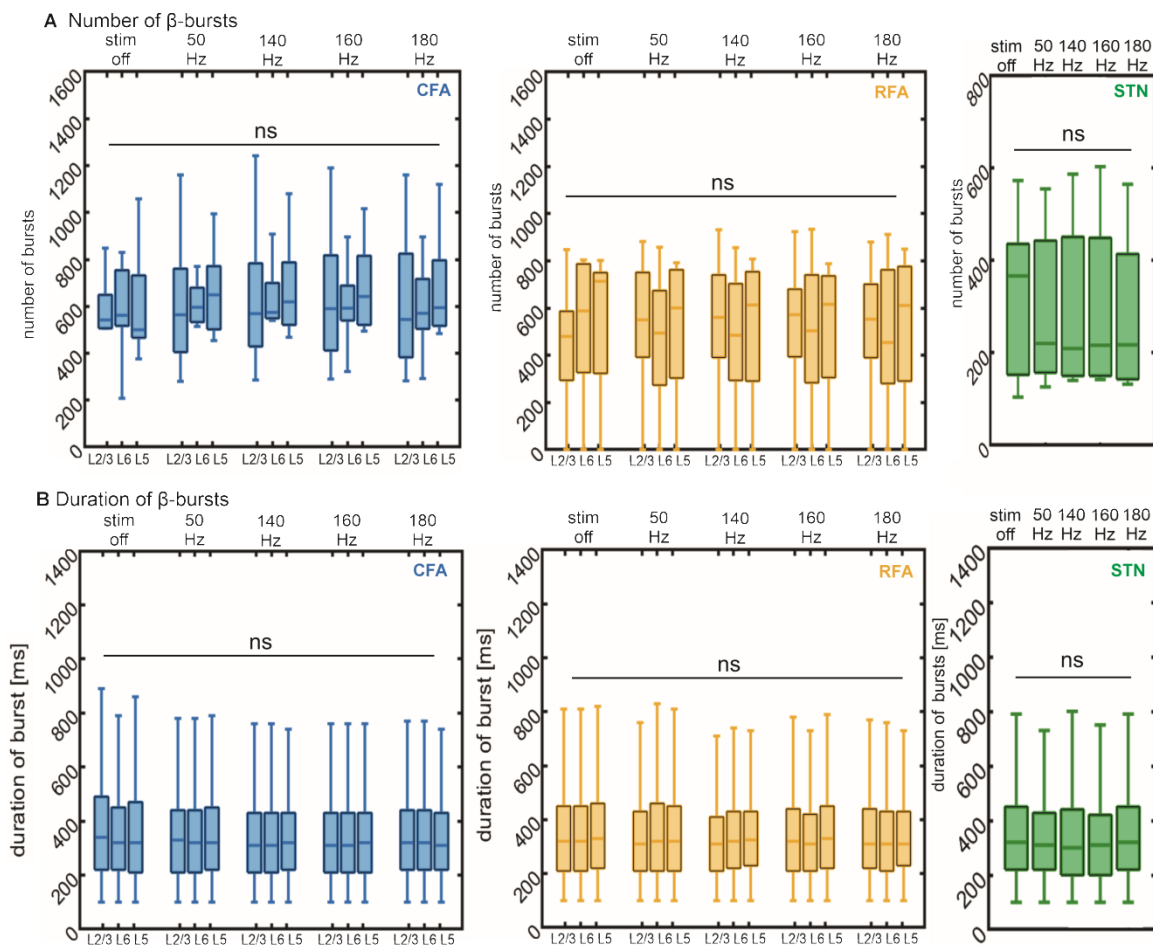 A Number of β-bursts
stim off 50 Hz 140 Hz 160 Hz 180 Hz
CFA
ns
number of bursts
1600
1400
1200
1000
800
600
400
200
0
L2/3 L6 L5 L2/3 L6 L5 L2/3 L6 L5 L2/3 L6 L5 L2/3 L6 L5
stim off 50 Hz 140 Hz 160 Hz 180 Hz
RFA
ns
number of bursts
1600
1400
1200
1000
800
600
400
200
0
L2/3 L6 L5 L2/3 L6 L5 L2/3 L6 L5 L2/3 L6 L5 L2/3 L6 L5
stim off 50 Hz 140 Hz 160 Hz 180 Hz
STN
ns
number of bursts
800
600
400
200
0
B Duration of β-bursts
stim off 50 Hz 140 Hz 160 Hz 180 Hz
CFA
ns
duration of burst [ms]
1400
1200
1000
800
600
400
200
0
L2/3 L6 L5 L2/3 L6 L5 L2/3 L6 L5 L2/3 L6 L5 L2/3 L6 L5
stim off 50 Hz 140 Hz 160 Hz 180 Hz
RFA
ns
duration of burst [ms]
1400
1200
1000
800
600
400
200
0
L2/3 L6 L5 L2/3 L6 L5 L2/3 L6 L5 L2/3 L6 L5 L2/3 L6 L5
stim off 50 Hz 140 Hz 160 Hz 180 Hz
STN
ns
duration of bursts [ms]
1400
1200
1000
800
600
400
200
0